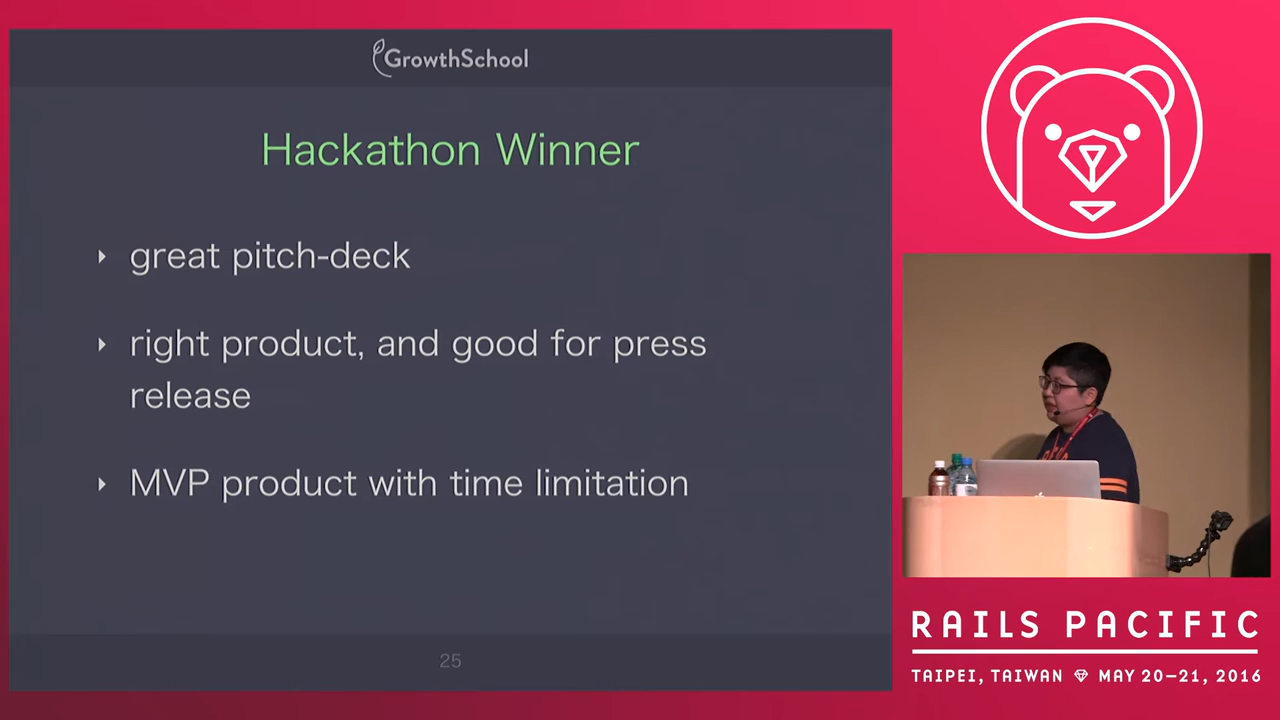 GrowthSchool
Hackathon Winner
great pitch-deck
right product, and good for press
release
MVP product with time limitation
25
RAILS PACIFIC
TAIPEI, TAIWAN MAY 20–21, 2016